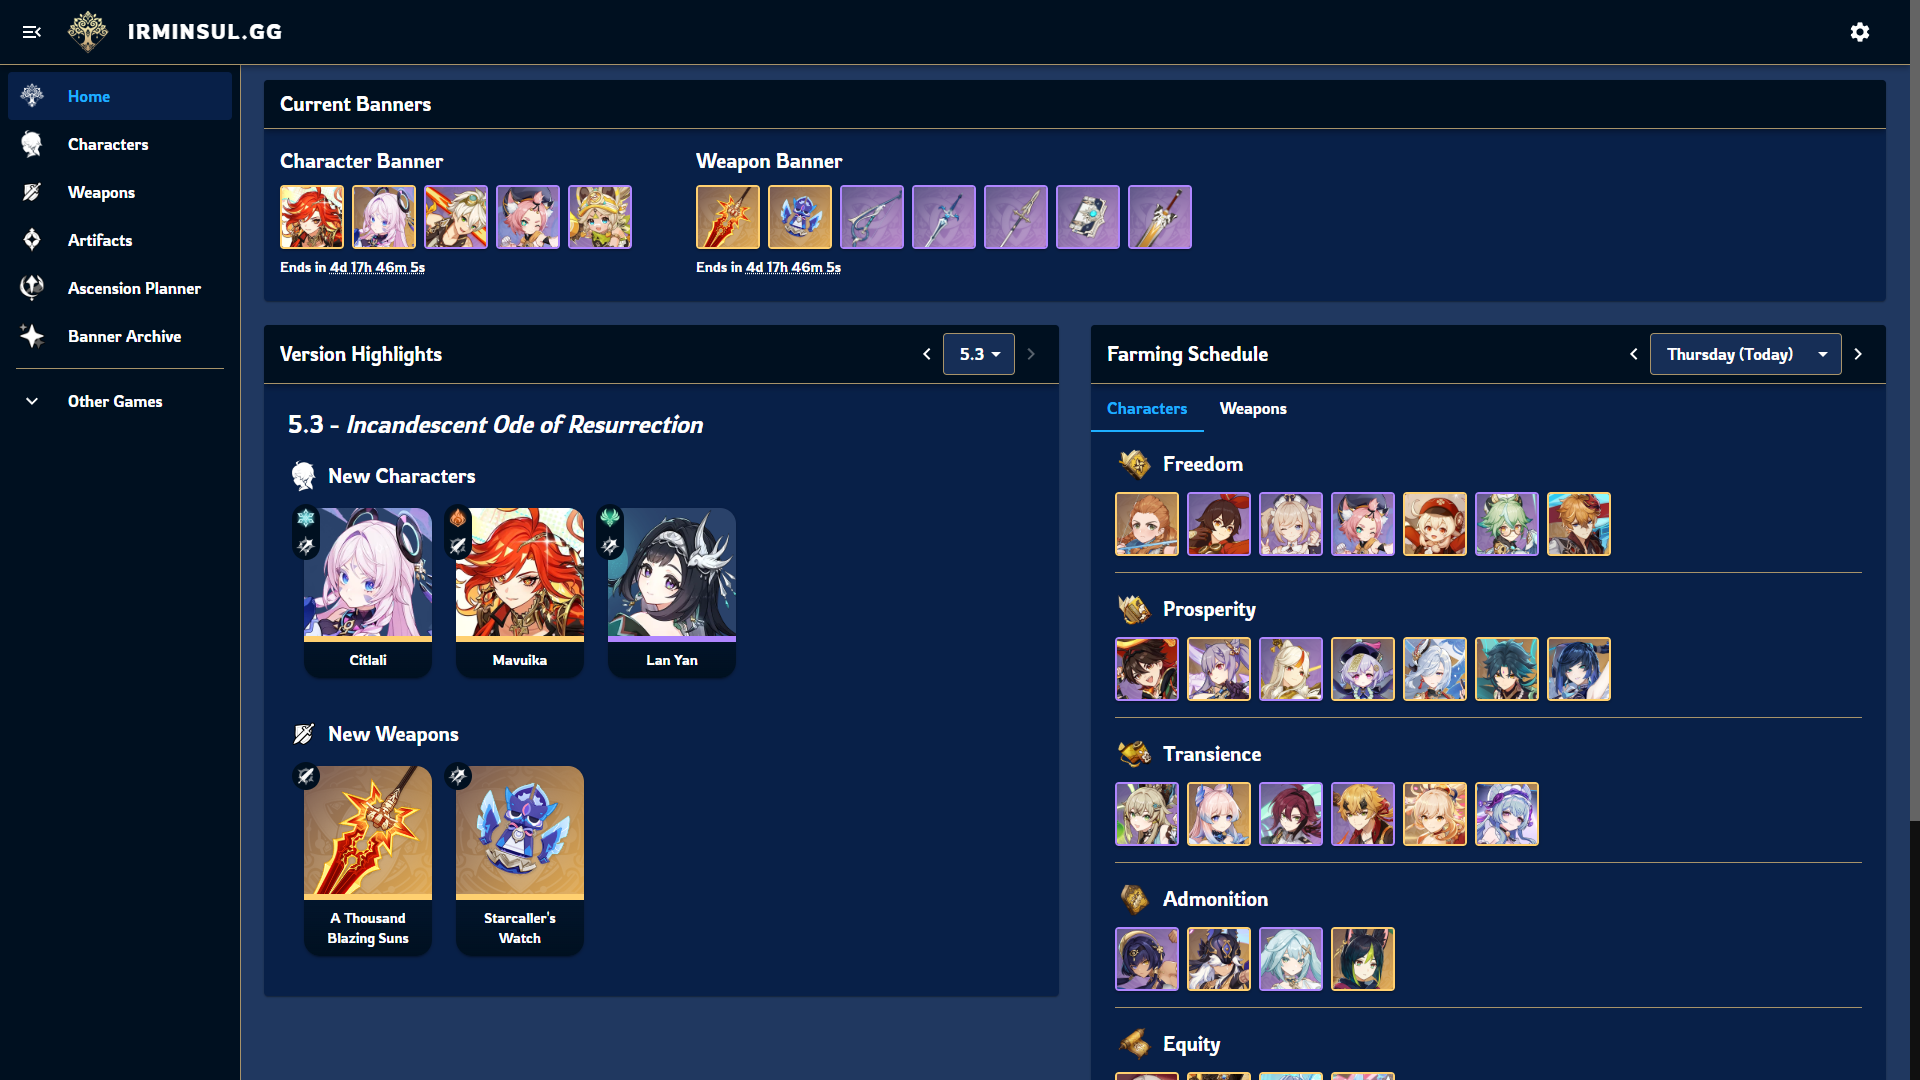 IRMINSUL.GG
Home
Characters
Weapons
Artifacts
Ascension Planner
Banner Archive
Other Games
Current Banners
Character Banner
Ends in 4d 17h 46m 5s
Weapon Banner
Ends in 4d 17h 46m 5s
Version Highlights
5.3
5.3 - Incandescent Ode of Resurrection
New Characters
Citlali
Mavuika
Lan Yan
New Weapons
A Thousand
Blazing Suns
Starcaller's
Watch
Farming Schedule
Thursday (Today)
Characters
Weapons
Freedom
Prosperity
Transience
Admonition
Equity